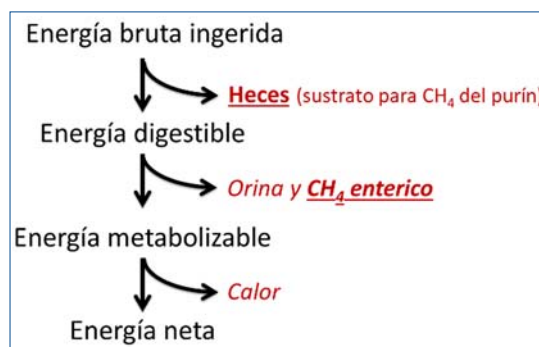 Energía bruta ingerida
Heces (sustrato para CH₄ del purín)
Energía digestible
Orina y CH₄ enterico
Energía metabolizable
Calor
Energía neta